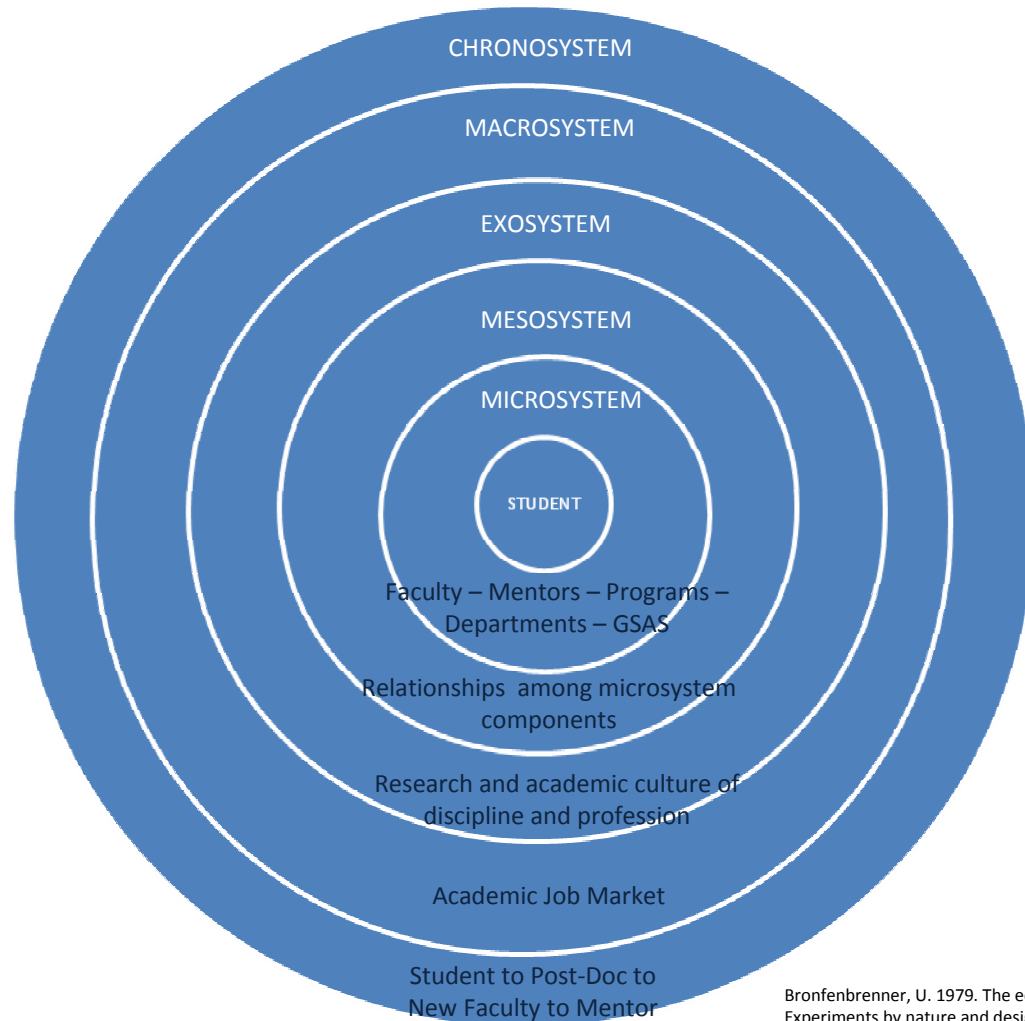 CHRONOSYSTEM
MACROSYSTEM
EXOSYSTEM
MESOSYSTEM
MICROSYSTEM
STUDENT
Faculty – Mentors – Programs –
Departments – GSAS
Relationships among microsystem
components
Research and academic culture of
discipline and profession
Academic Job Market
Student to Post-Doc to
New Faculty to Mentor
Bronfenbrenner, U. 1979. The
Experiments by nature and